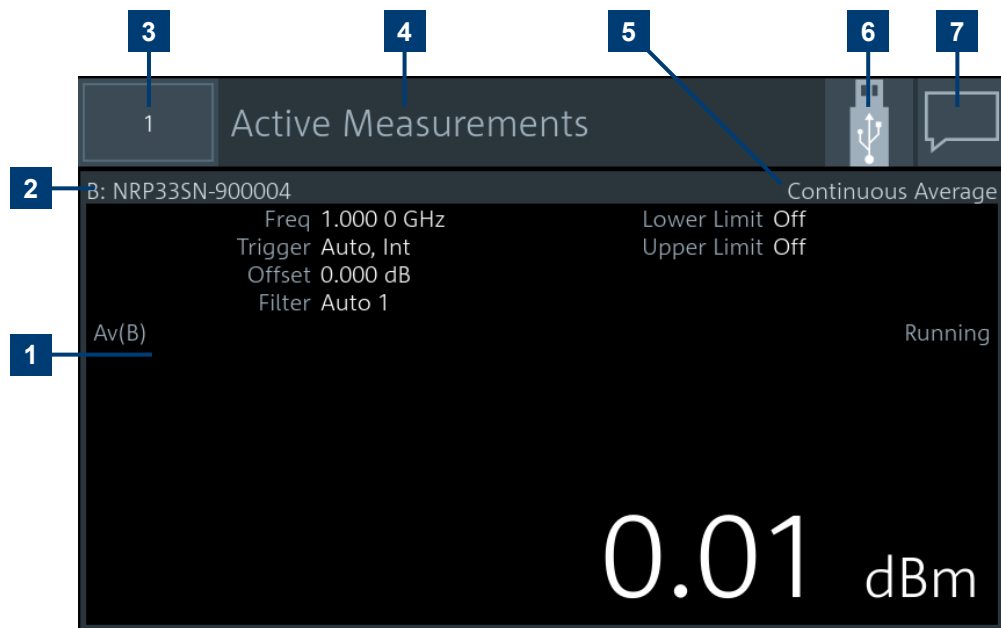 3 4 5 6 7
1 Active Measurements
2 B: NRP33SN-900004 Continuous Average
Freq 1.000 0 GHz Lower Limit Off
Trigger Auto, Int Upper Limit Off
Offset 0.000 dB
Filter Auto 1
Av(B) Running
1
0.01 dBm